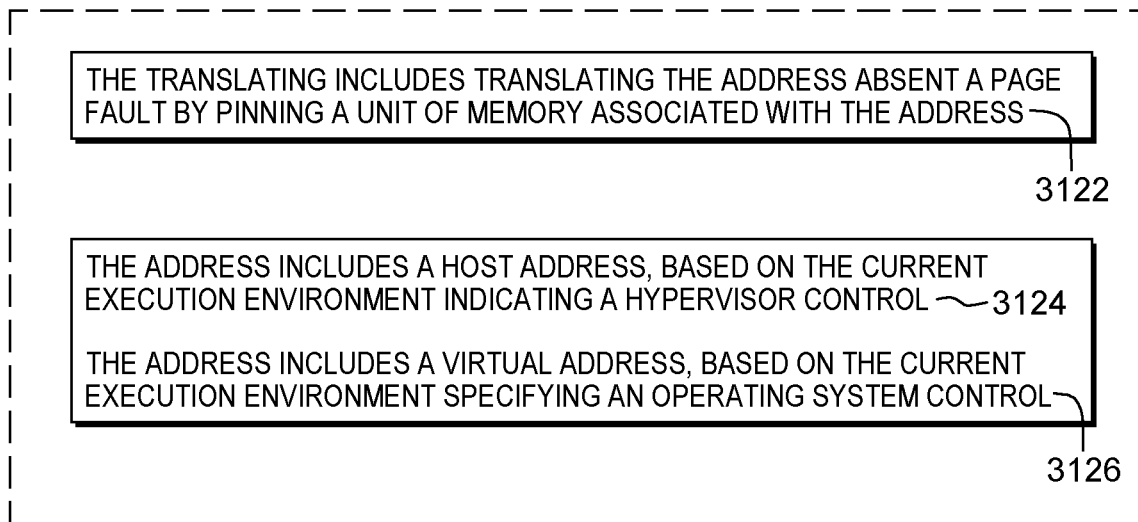 THE TRANSLATING INCLUDES TRANSLATING THE ADDRESS ABSENT A PAGE
FAULT BY PINNING A UNIT OF MEMORY ASSOCIATED WITH THE ADDRESS
3122
THE ADDRESS INCLUDES A HOST ADDRESS, BASED ON THE CURRENT
EXECUTION ENVIRONMENT INDICATING A HYPERVISOR CONTROL 3124
THE ADDRESS INCLUDES A VIRTUAL ADDRESS, BASED ON THE CURRENT
EXECUTION ENVIRONMENT SPECIFYING AN OPERATING SYSTEM CONTROL
3126